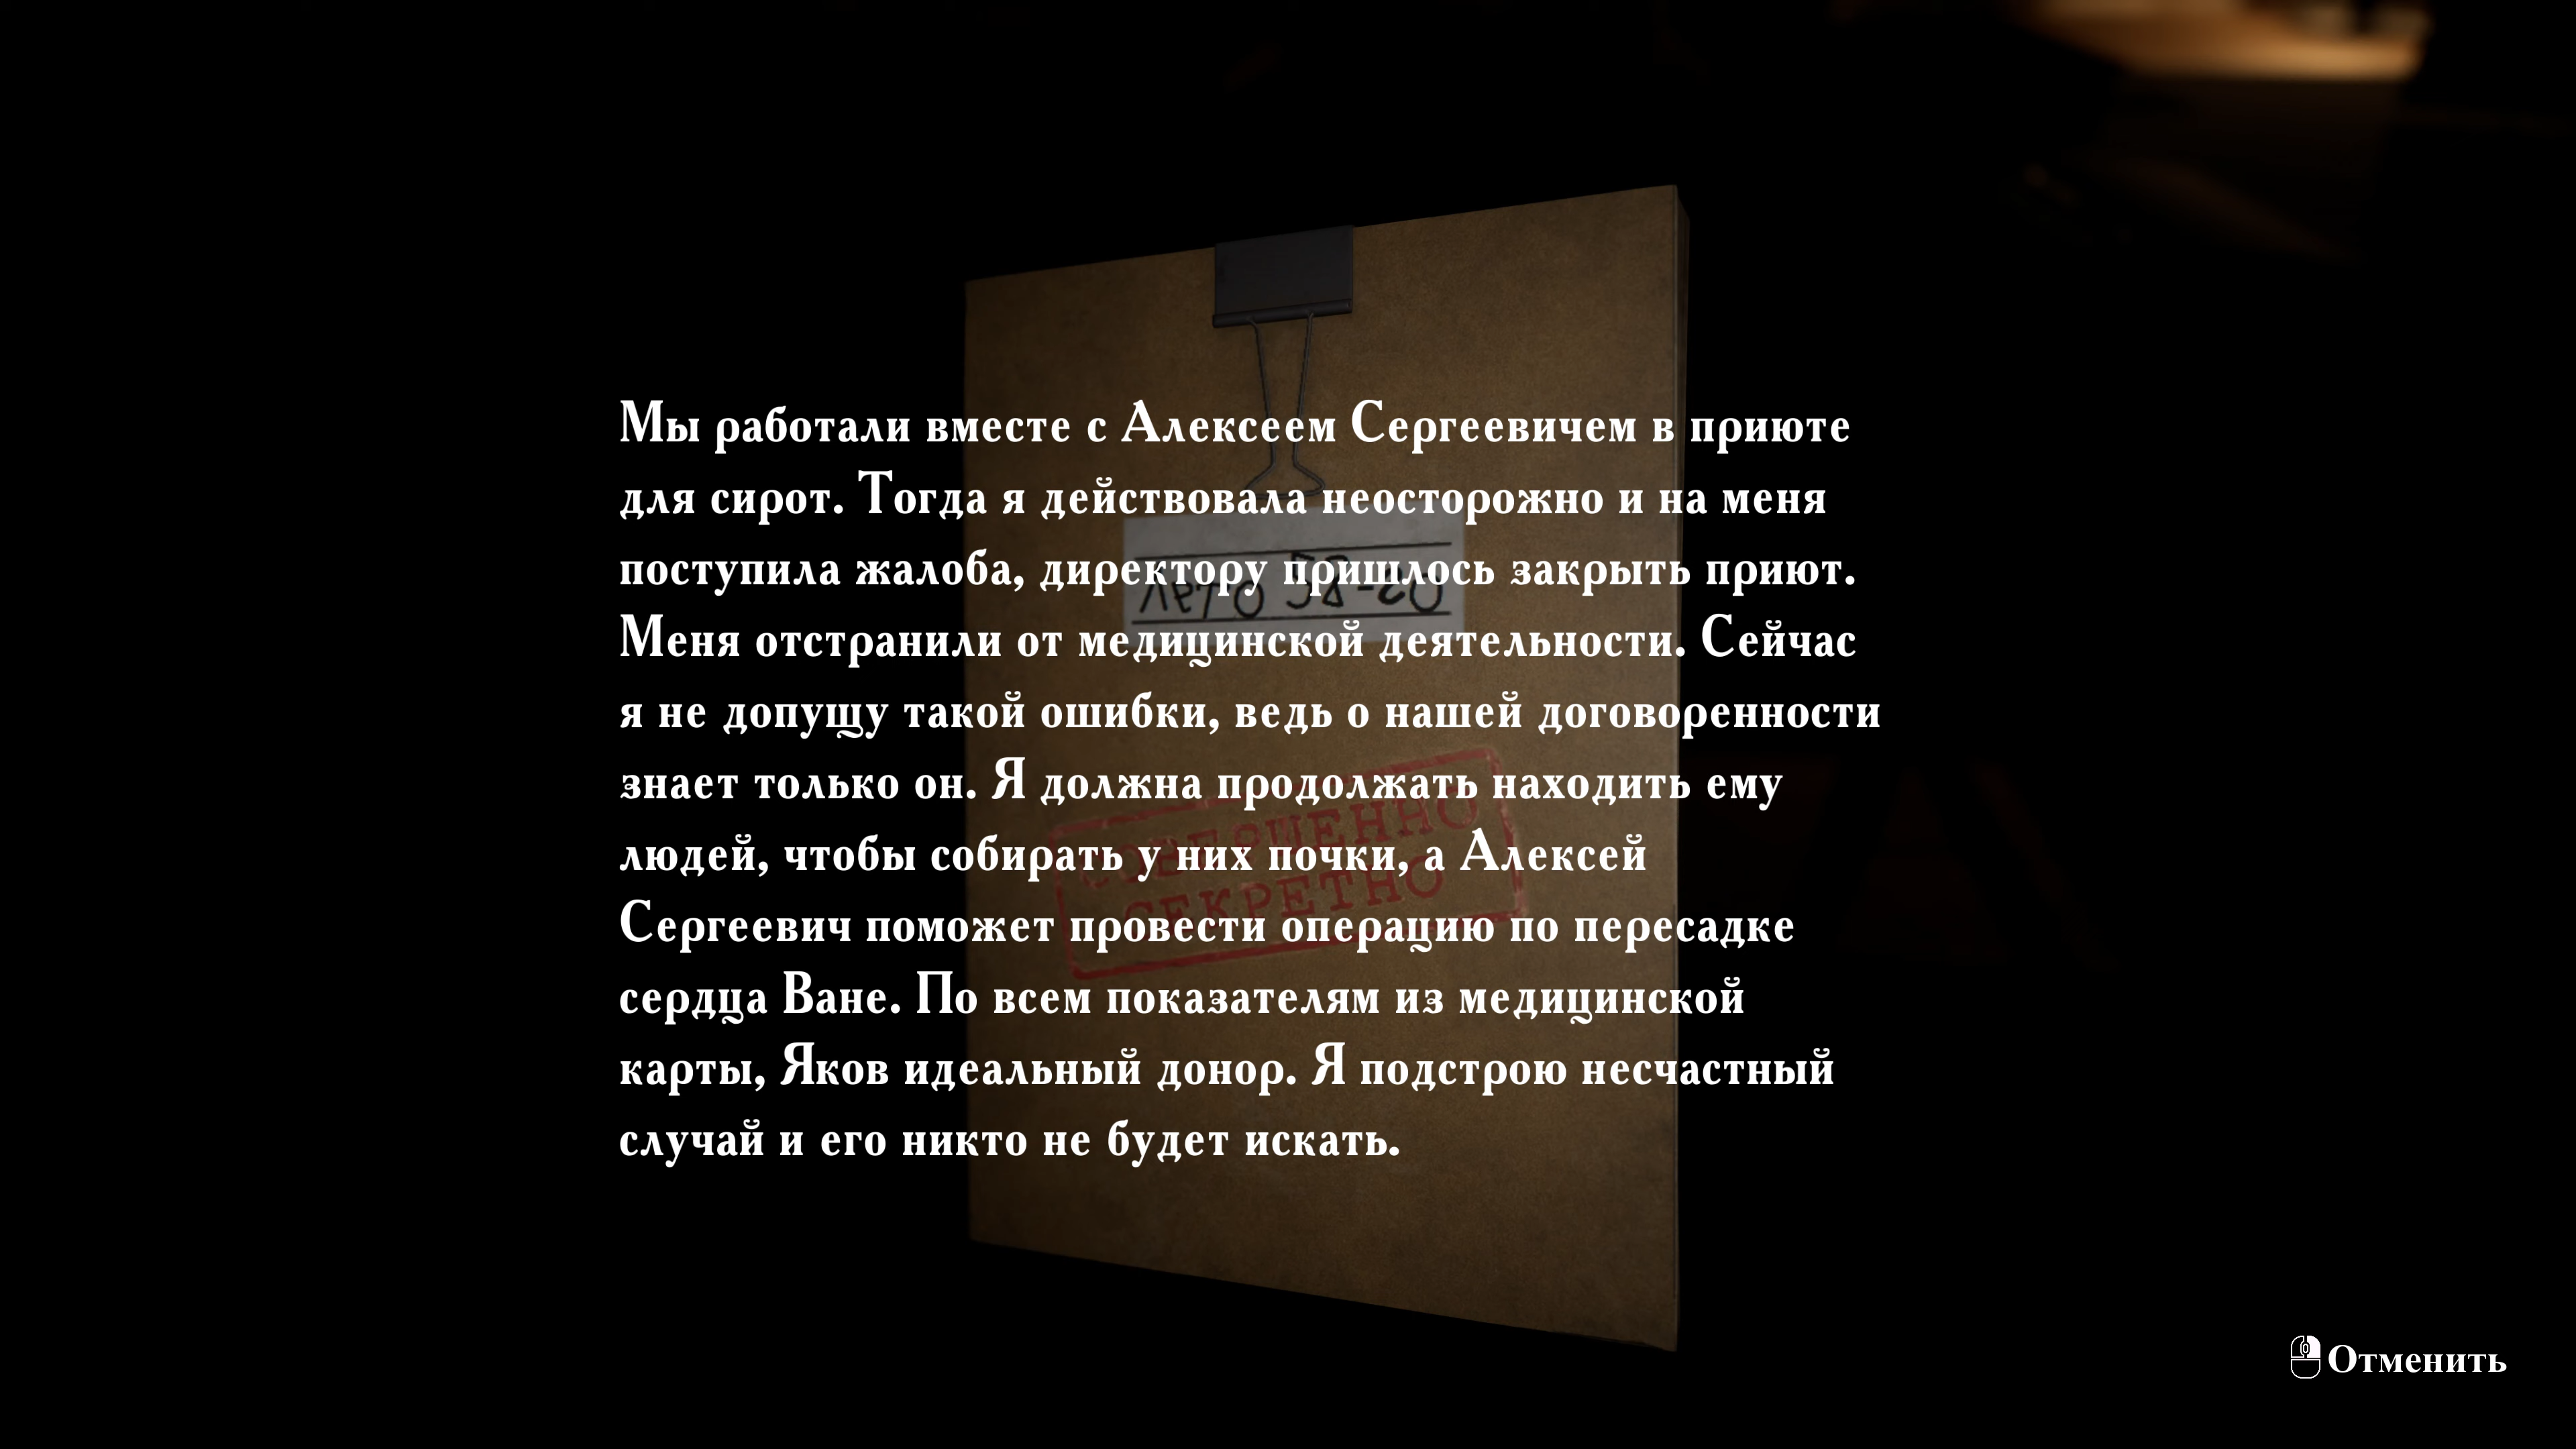 Мы работали вместе с Алексеем Сергеевичем в приюте
для сирот. Тогда я действовала неосторожно и на меня
поступила жалоба, директору пришлось закрыть приют.
Меня отстранили от медицинской деятельности. Сейчас
я не допущу такой ошибки, ведь о нашей договоренности
знает только он. Я должна продолжать находить ему
людей, чтобы собирать у них почки, а Алексей
Сергеевич поможет провести операцию по пересадке
сердца Ване. По всем показателям из медицинской
карты, Яков идеальный донор. Я подстрою несчастный
случай и его никто не будет искать.
СОВЕРШЕННО
СЕКРЕТНО
Отменить